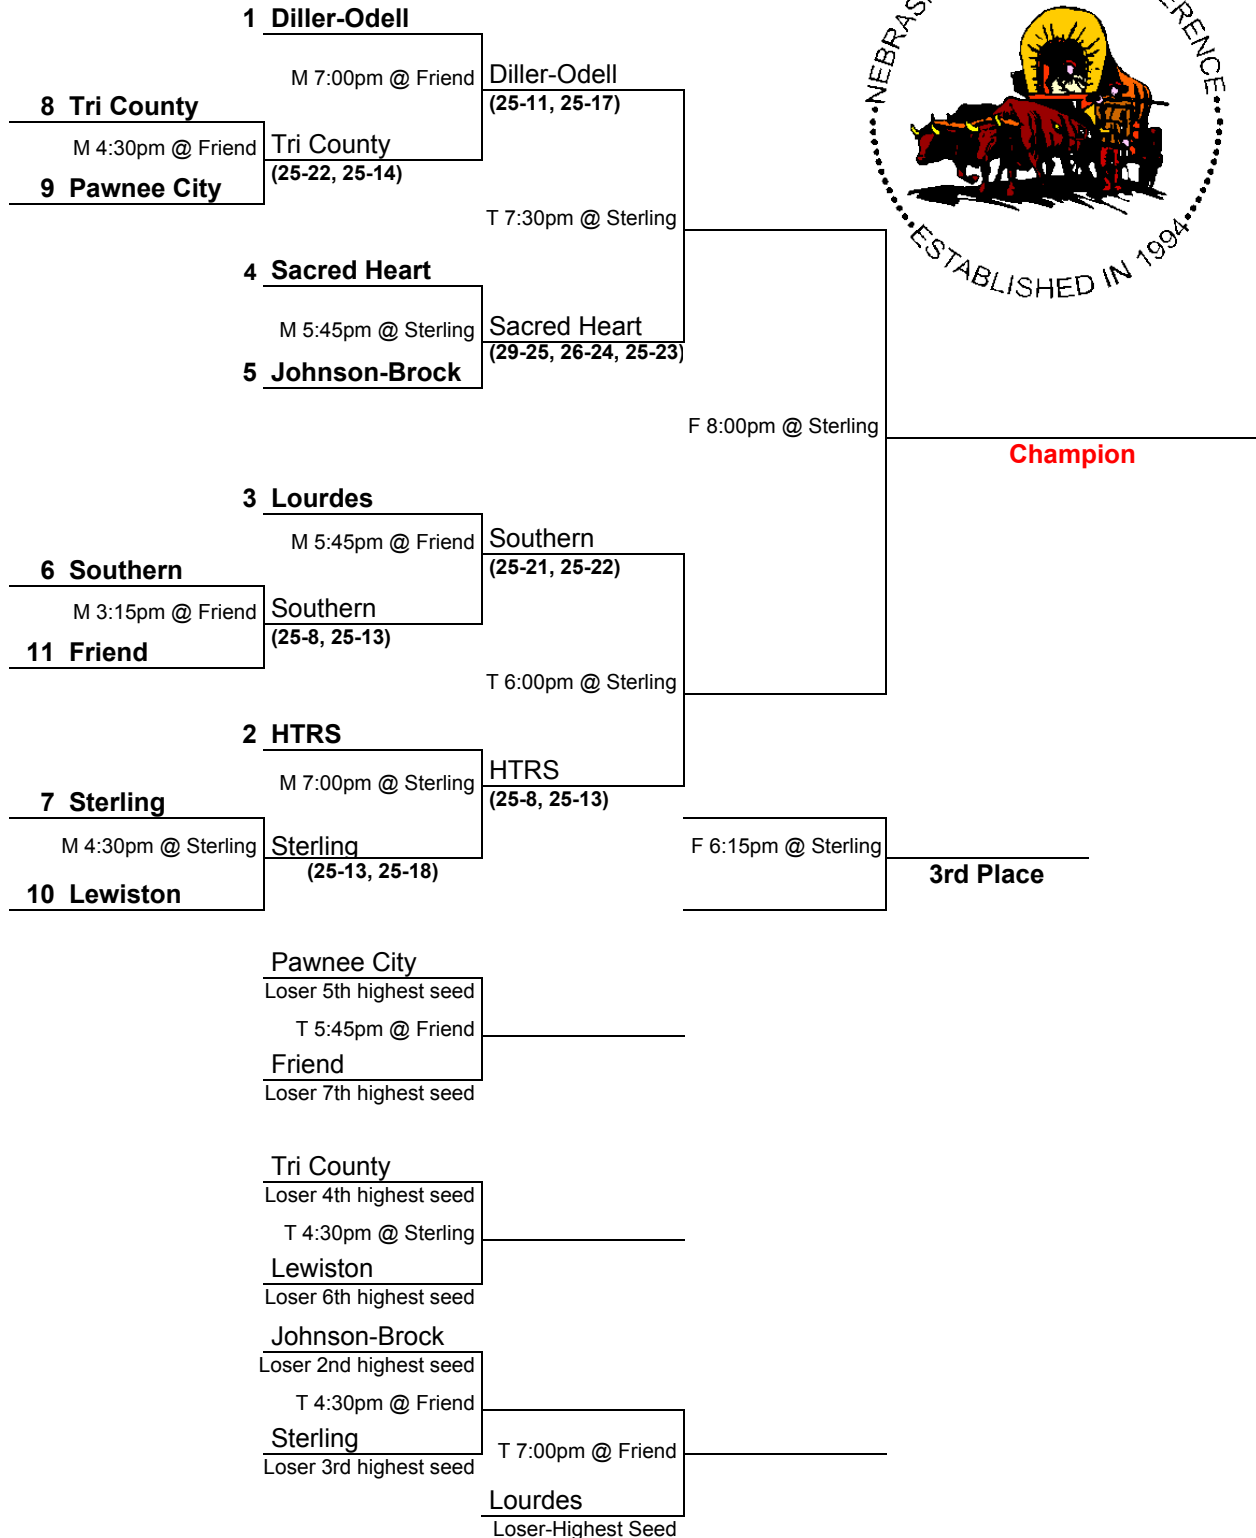 1 Diller-Odell
M 7:00pm @ Friend
Diller-Odell
(25-11, 25-17)
8 Tri County
M 4:30pm @ Friend
Tri County
(25-22, 25-14)
9 Pawnee City
T 7:30pm @ Sterling
4 Sacred Heart
M 5:45pm @ Sterling
Sacred Heart
(29-25, 26-24, 25-23)
5 Johnson-Brock
F 8:00pm @ Sterling
Champion
3 Lourdes
M 5:45pm @ Friend
Southern
(25-21, 25-22)
6 Southern
M 3:15pm @ Friend
Southern
(25-8, 25-13)
11 Friend
T 6:00pm @ Sterling
2 HTRS
M 7:00pm @ Sterling
HTRS
(25-8, 25-13)
7 Sterling
M 4:30pm @ Sterling
Sterling
(25-13, 25-18)
10 Lewiston
F 6:15pm @ Sterling
3rd Place
Pawnee City
Loser 5th highest seed
T 5:45pm @ Friend
Friend
Loser 7th highest seed
Tri County
Loser 4th highest seed
T 4:30pm @ Sterling
Lewiston
Loser 6th highest seed
Johnson-Brock
Loser 2nd highest seed
T 4:30pm @ Friend
Sterling
Loser 3rd highest seed
T 7:00pm @ Friend
Lourdes
Loser-Highest Seed
ESTABLISHED IN 1994